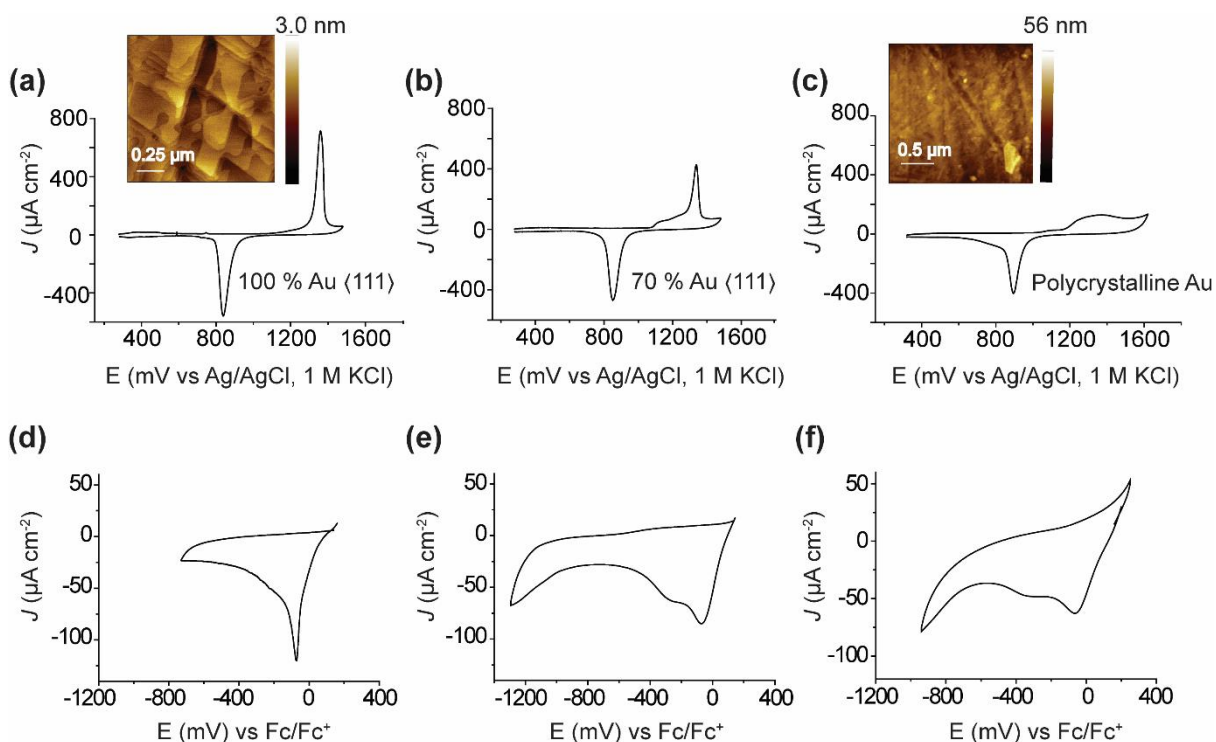 3.0 nm
56 nm
(a)
(b)
(c)
0.25 µm
0.5 µm
800
400
0
-400
J (µA cm-2)
100 % Au ⟨111⟩
400 800 1200 1600
E (mV vs Ag/AgCl, 1 M KCl)
800
400
0
-400
J (µA cm-2)
70 % Au ⟨111⟩
400 800 1200 1600
E (mV vs Ag/AgCl, 1 M KCl)
800
400
0
-400
J (µA cm-2)
Polycrystalline Au
400 800 1200 1600
E (mV vs Ag/AgCl, 1 M KCl)
(d)
(e)
(f)
50
0
-50
-100
J (µA cm-2)
-1200 -800 -400 0 400
E (mV) vs Fc/Fc+
50
0
-50
-100
J (µA cm-2)
-1200 -800 -400 0 400
E (mV) vs Fc/Fc+
50
0
-50
-100
J (µA cm-2)
-1200 -800 -400 0 400
E (mV) vs Fc/Fc+